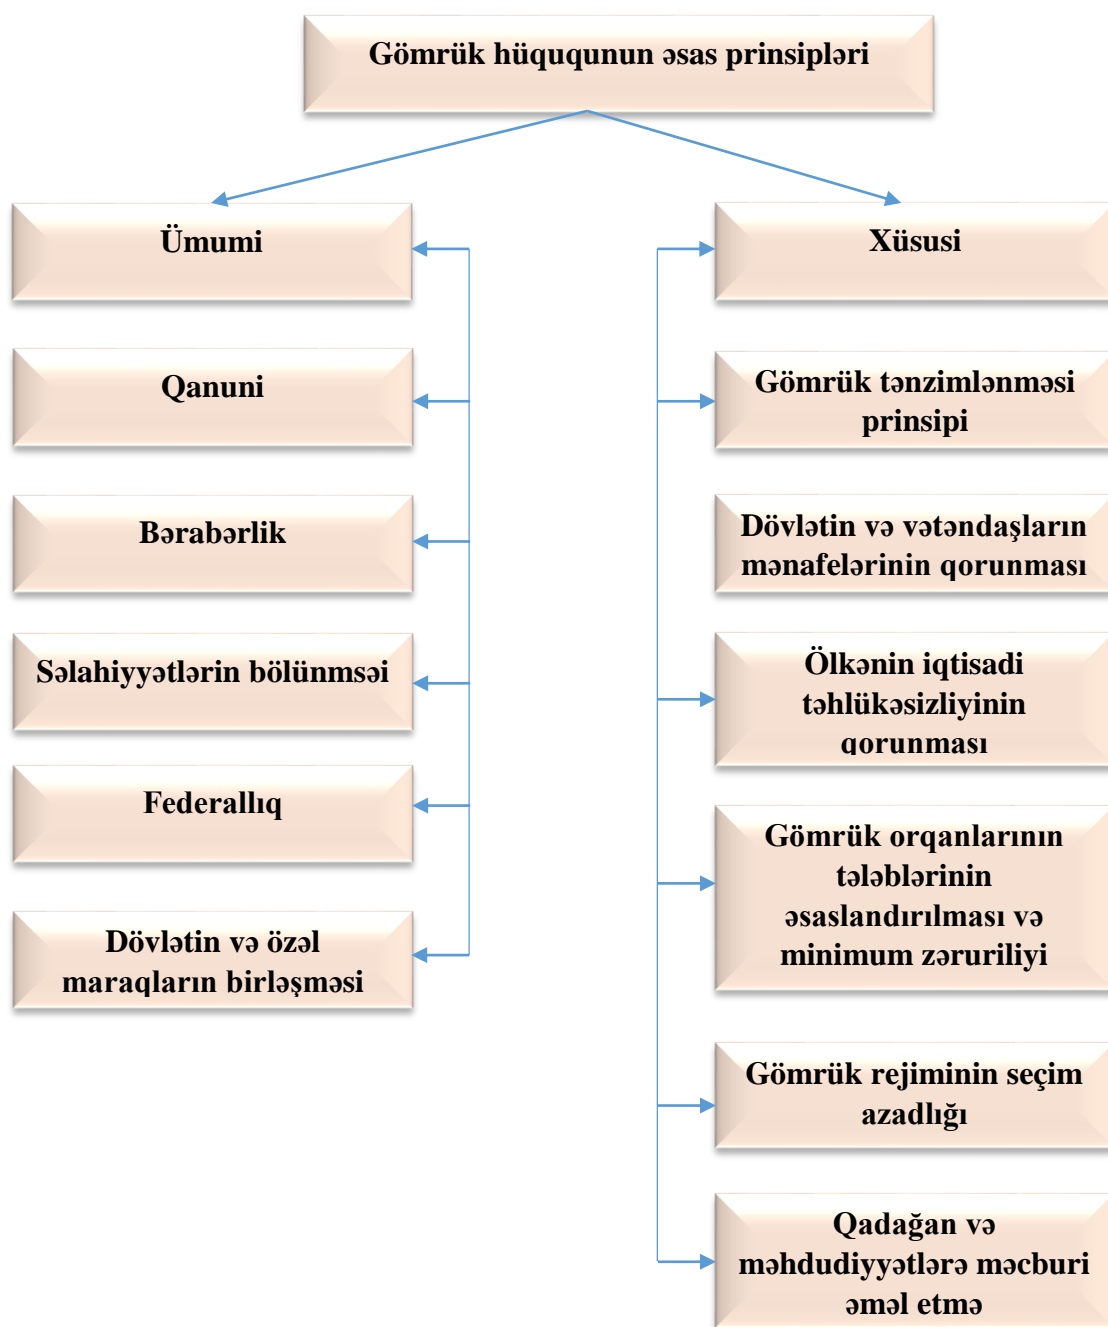 Gömrük hüququnun əsas prinsipləri
Ümumi
Qanuni
Bərabərlik
Səlahiyyətlərin bölünmsəi
Federallıq
Dövlətin və özəl
maraqların birləşməsi
Xüsusi
Gömrük tənzimlənməsi
prinsipi
Dövlətin və vətəndaşların
mənafelərinin qorunması
Ölkənin iqtisadi
təhlükəsizliyinin
qorunması
Gömrük orqanlarının
tələblərinin
əsaslandırılması və
minimum zəruriliyi
Gömrük rejiminin seçim
azadlığı
Qadağan və
məhdudiyyətlərə məcburi
əməl etmə